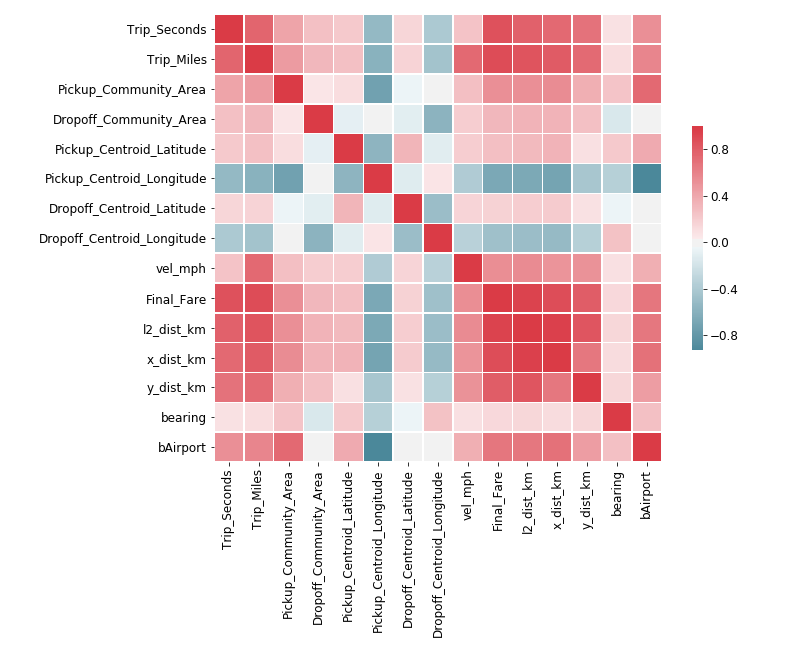 Trip_Seconds
Trip_Miles
Pickup_Community_Area
Dropoff_Community_Area
Pickup_Centroid_Latitude
Pickup_Centroid_Longitude
Dropoff_Centroid_Latitude
Dropoff_Centroid_Longitude
vel_mph
Final_Fare
l2_dist_km
x_dist_km
y_dist_km
bearing
bAirport
Trip_Seconds
Trip_Miles
Pickup_Community_Area
Dropoff_Community_Area
Pickup_Centroid_Latitude
Pickup_Centroid_Longitude
Dropoff_Centroid_Latitude
Dropoff_Centroid_Longitude
vel_mph
Final_Fare
l2_dist_km
x_dist_km
y_dist_km
bearing
bAirport
0.8
0.4
0.0
−0.4
−0.8